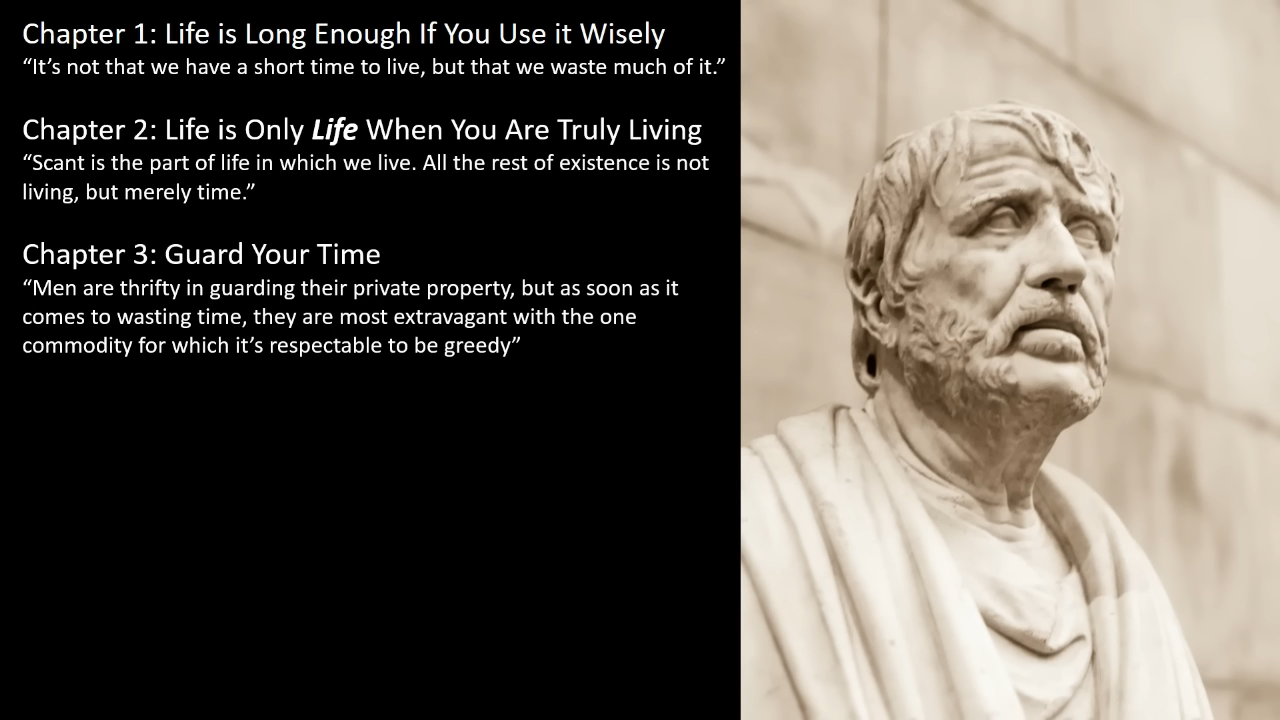 Chapter 1: Life is Long Enough If You Use it Wisely
“It’s not that we have a short time to live, but that we waste much of it.”
Chapter 2: Life is Only Life When You Are Truly Living
“Scant is the part of life in which we live. All the rest of existence is not
living, but merely time.”
Chapter 3: Guard Your Time
“Men are thrifty in guarding their private property, but as soon as it
comes to wasting time, they are most extravagant with the one
commodity for which it’s respectable to be greedy”